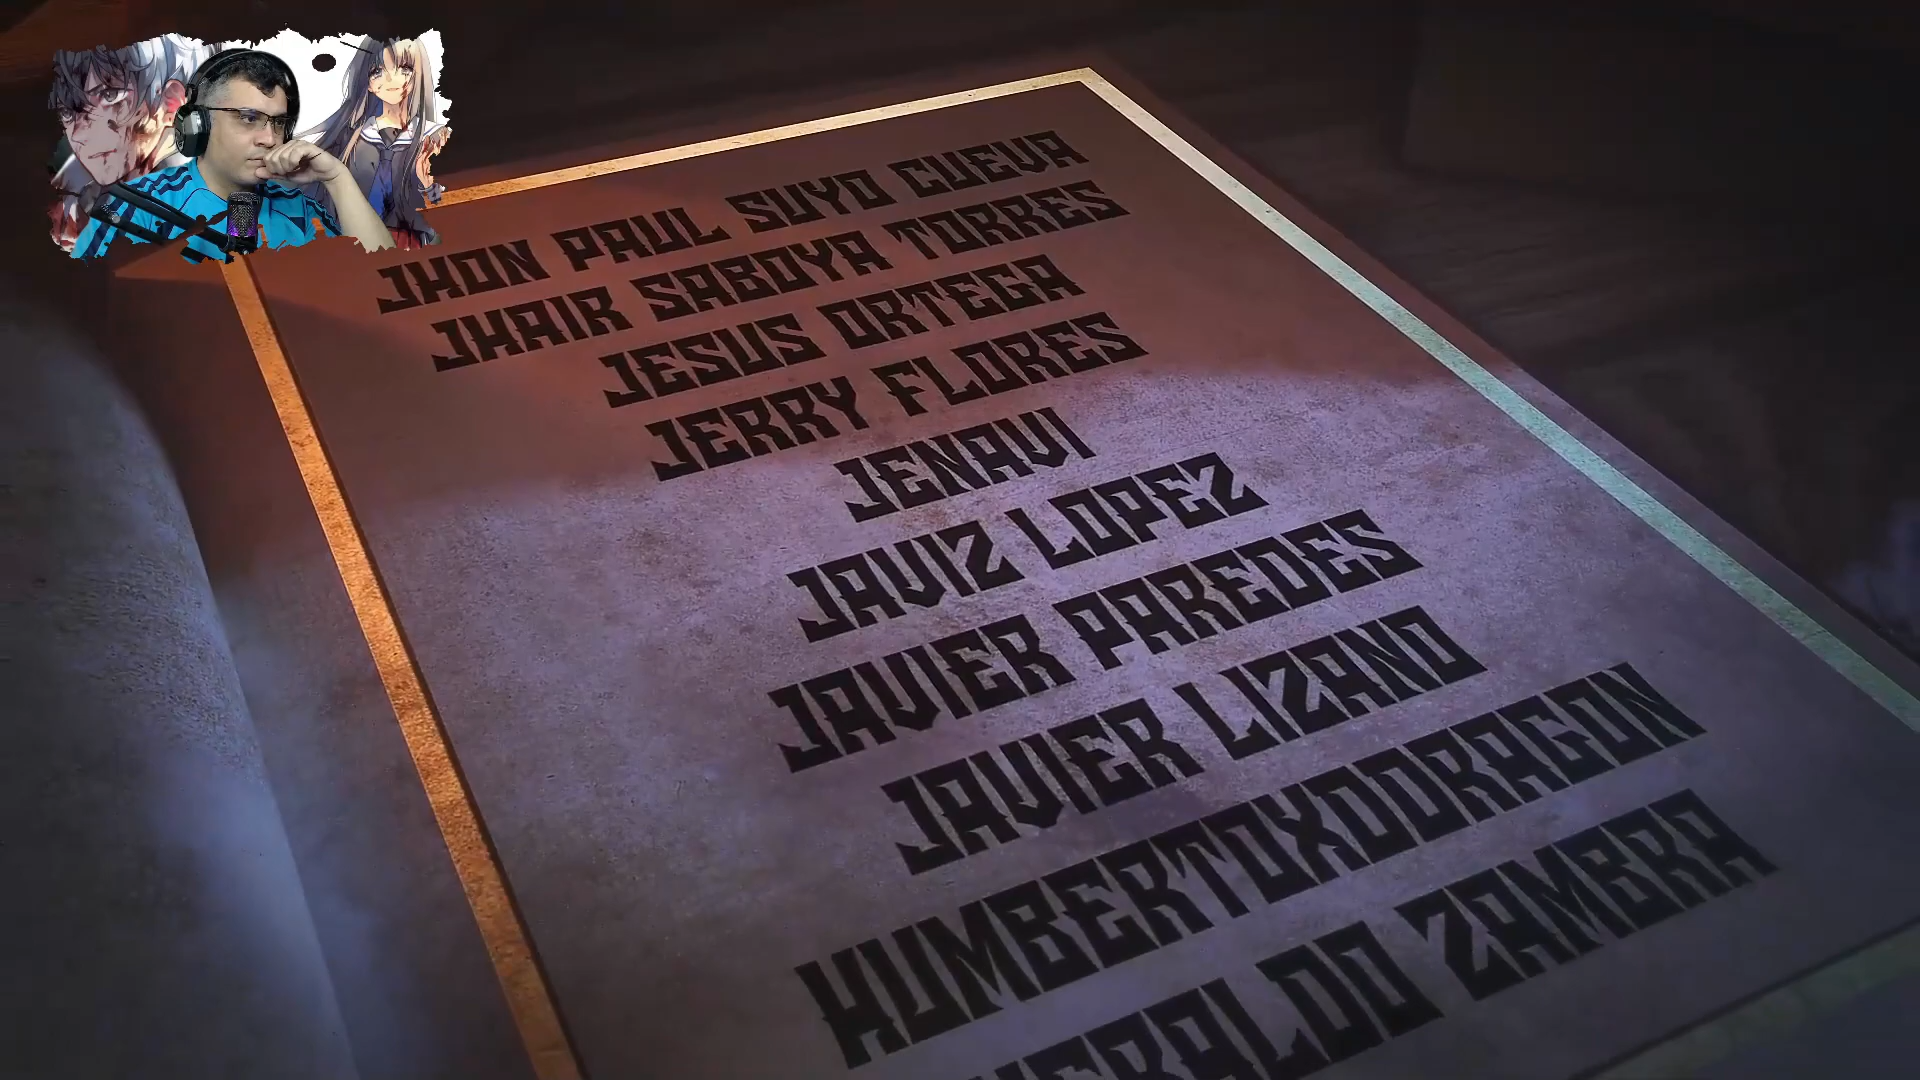 JHON PAUL SUYO CUEVA
JHAIR SABOYA TORRES
JESUS ORTEGA
JERRY FLORES
JENAVI
JAVIZ LOPEZ
JAVIER PAREDES
JAVIER LIZANO
HUMBERTOXDDRAGON
ZAMBRA